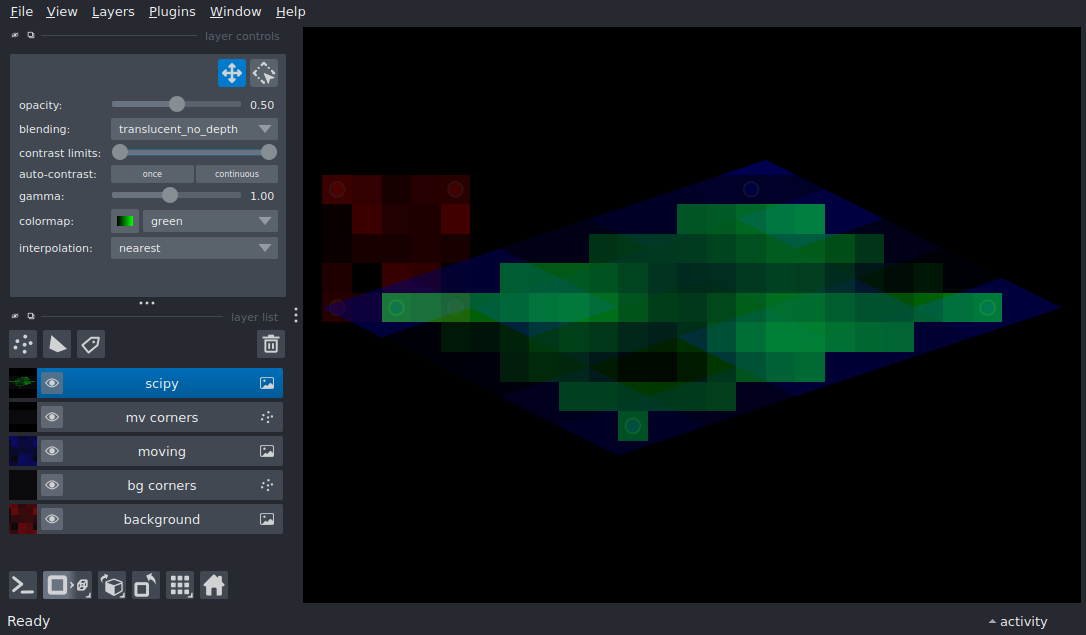 File View Layers Plugins Window Help
layer controls
opacity: 0.50
blending: translucent_no_depth
contrast limits:
auto-contrast: once continuous
gamma: 1.00
colormap: green
interpolation: nearest
layer list
scipy
mv corners
moving
bg corners
background
Ready activity